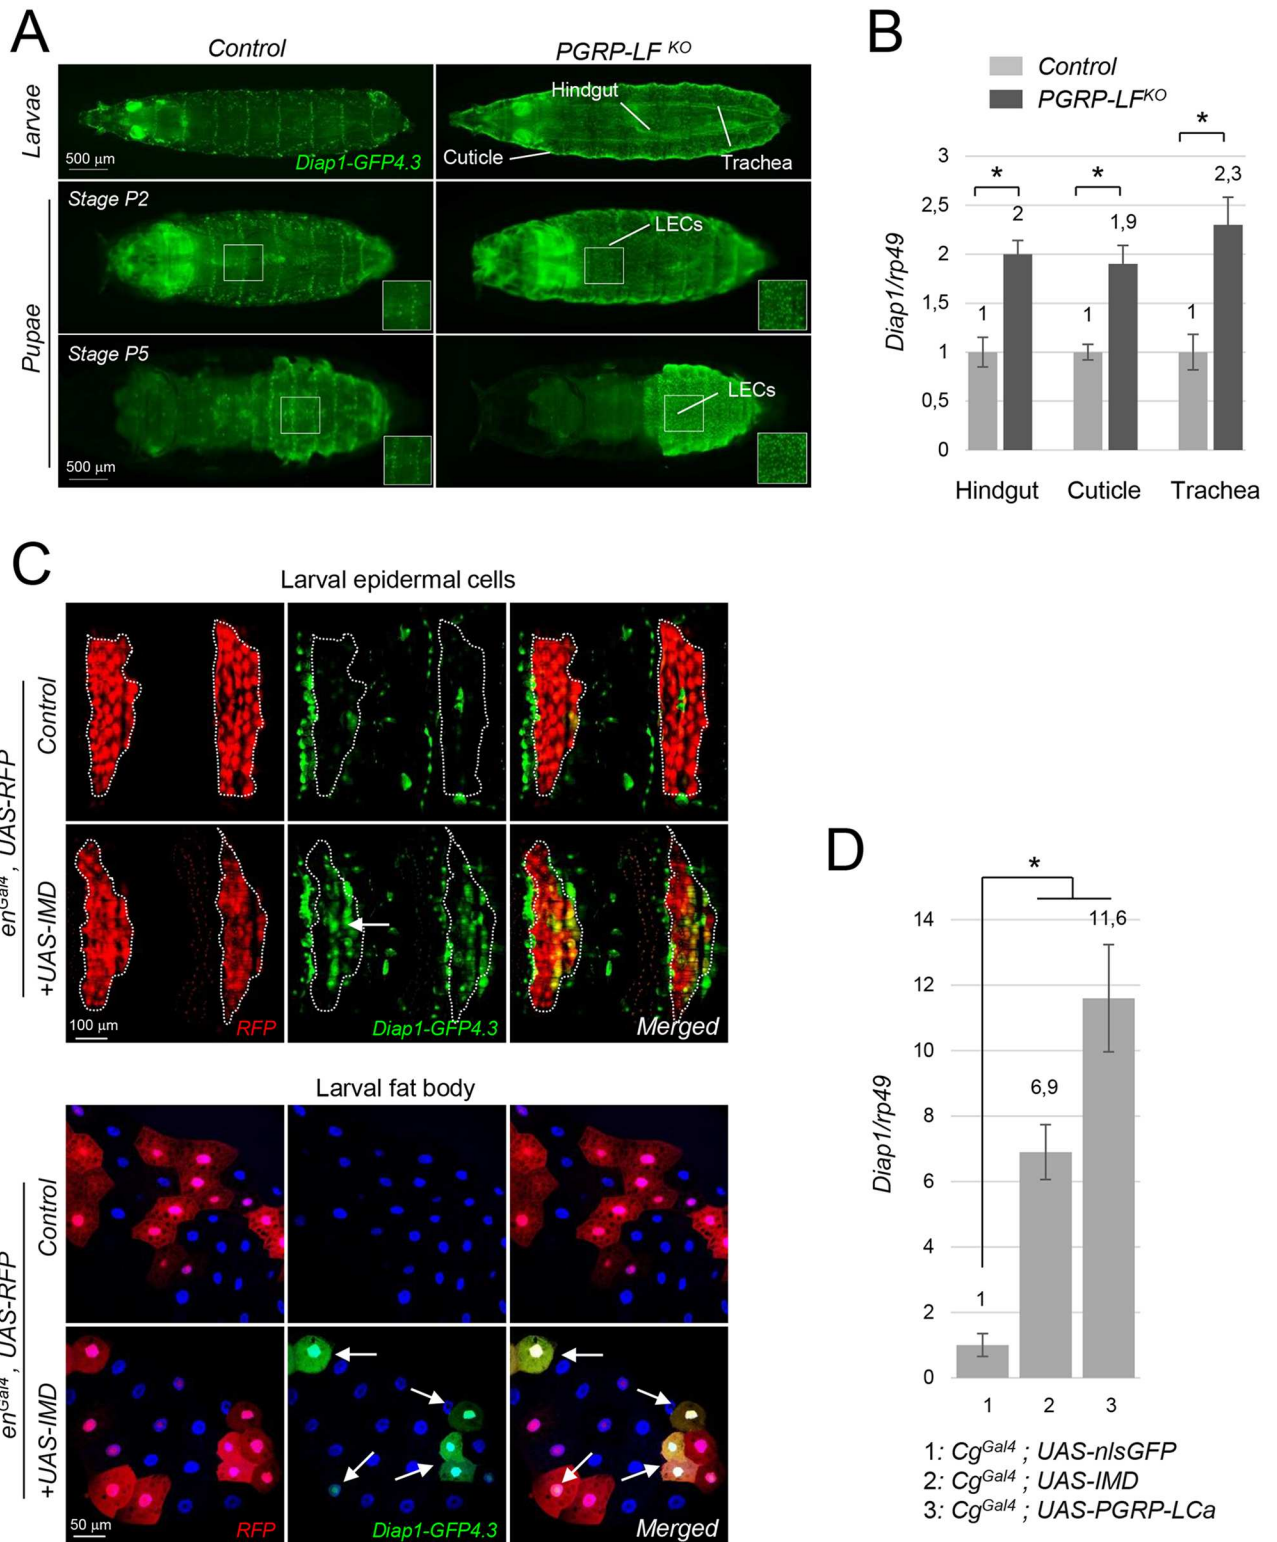 A
Control
PGRP-LF KO
Larvae
Hindgut
Cuticle
Trachea
500 μm
Diap1-GFP4.3
Pupae
Stage P2
LECs
Stage P5
LECs
500 μm
B
Control
PGRP-LFKO
Diap1/rp49
3
2,5
2
1,5
1
0,5
0
*
*
*
1
2
1
1,9
1
2,3
Hindgut
Cuticle
Trachea
C
Larval epidermal cells
enGal4, UAS-RFP
Control
+UAS-IMD
100 μm
RFP
Diap1-GFP4.3
Merged
Larval fat body
enGal4, UAS-RFP
Control
+UAS-IMD
50 μm
RFP
Diap1-GFP4.3
Merged
D
*
Diap1/rp49
14
12
10
8
6
4
2
0
1
6,9
11,6
1
2
3
1: CgGal4 ; UAS-nlsGFP
2: CgGal4 ; UAS-IMD
3: CgGal4 ; UAS-PGRP-LCa